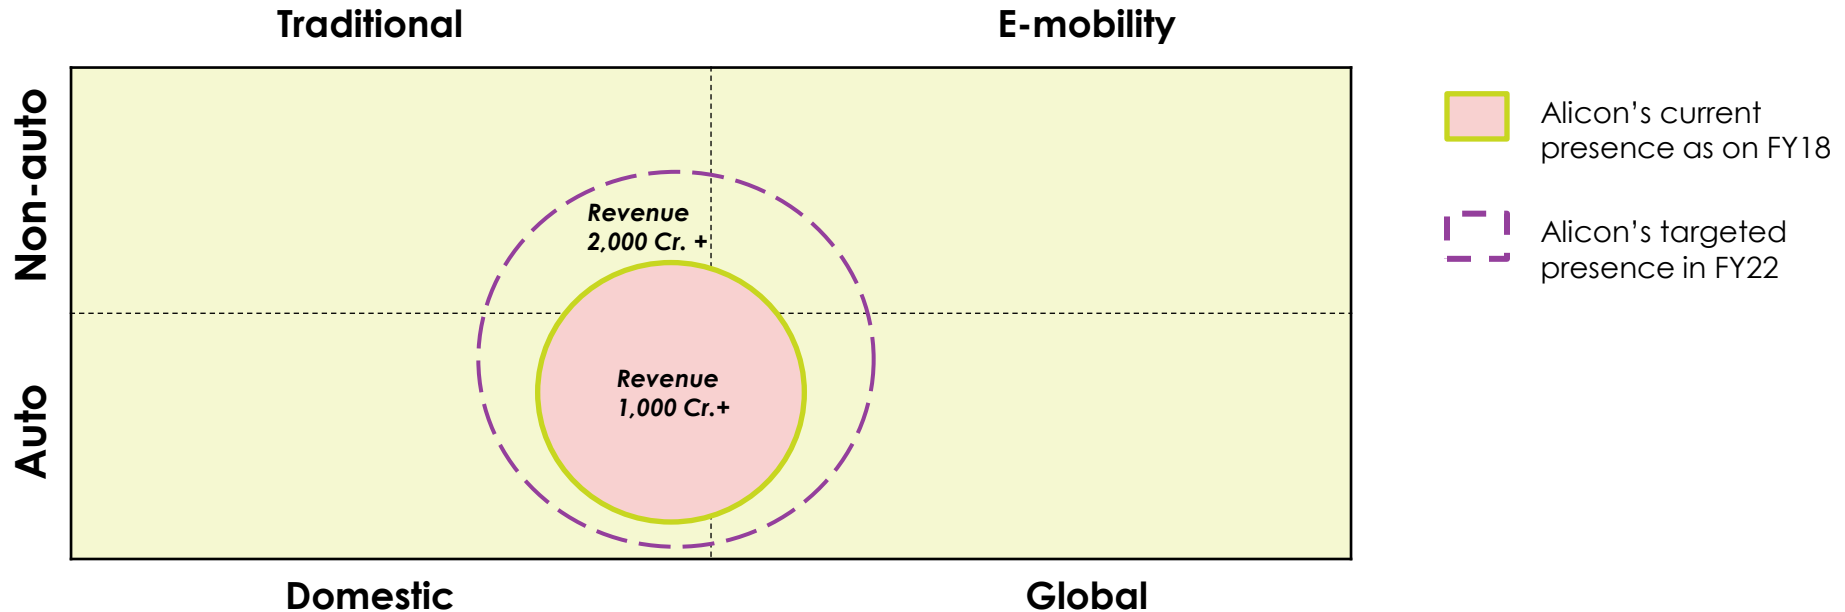 Traditional
E-mobility
Non-auto
Auto
Revenue
2,000 Cr. +
Revenue
1,000 Cr.+
Domestic
Global
Alicon’s current
presence as on FY18
Alicon’s targeted
presence in FY22